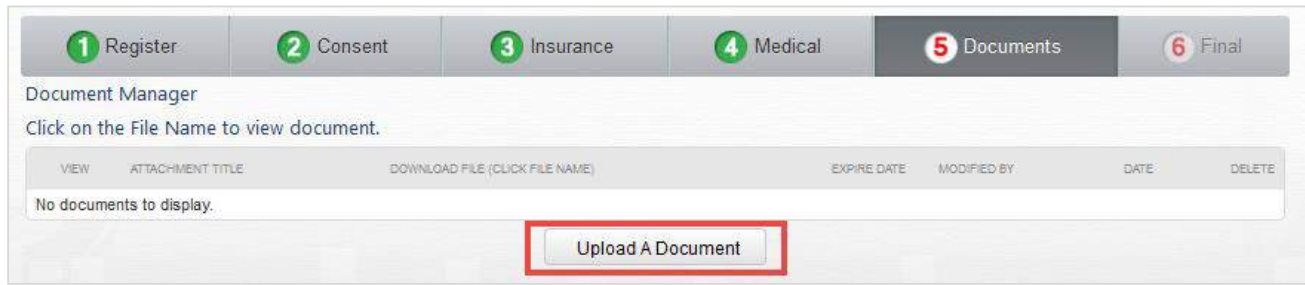 1 Register 2 Consent 3 Insurance 4 Medical 5 Documents 6 Final
Document Manager
Click on the File Name to view document.
VIEW ATTACHMENT TITLE DOWNLOAD FILE (CLICK FILE NAME) EXPIRE DATE MODIFIED BY DATE DELETE
No documents to display.
Upload A Document